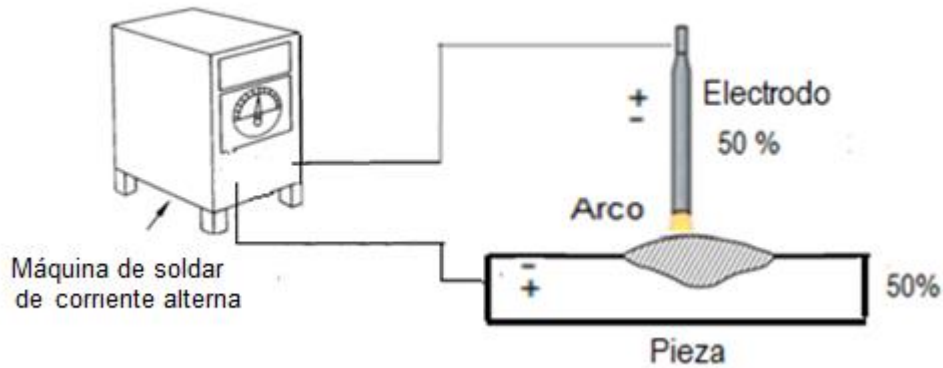 +
-
Electrodo
50 %
Arco
Máquina de soldar
de corriente alterna
-
+
50%
Pieza